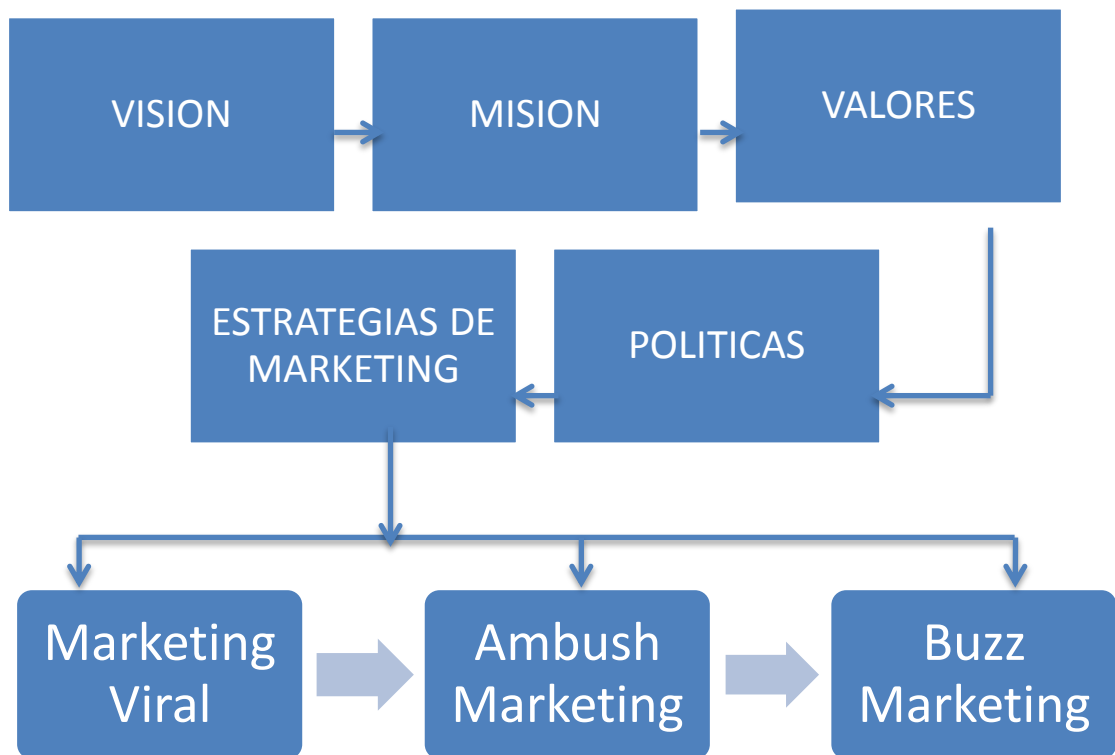 VISION
MISION
VALORES
ESTRATEGIAS DE
MARKETING
POLITICAS
Marketing
Viral
Ambush
Marketing
Buzz
Marketing